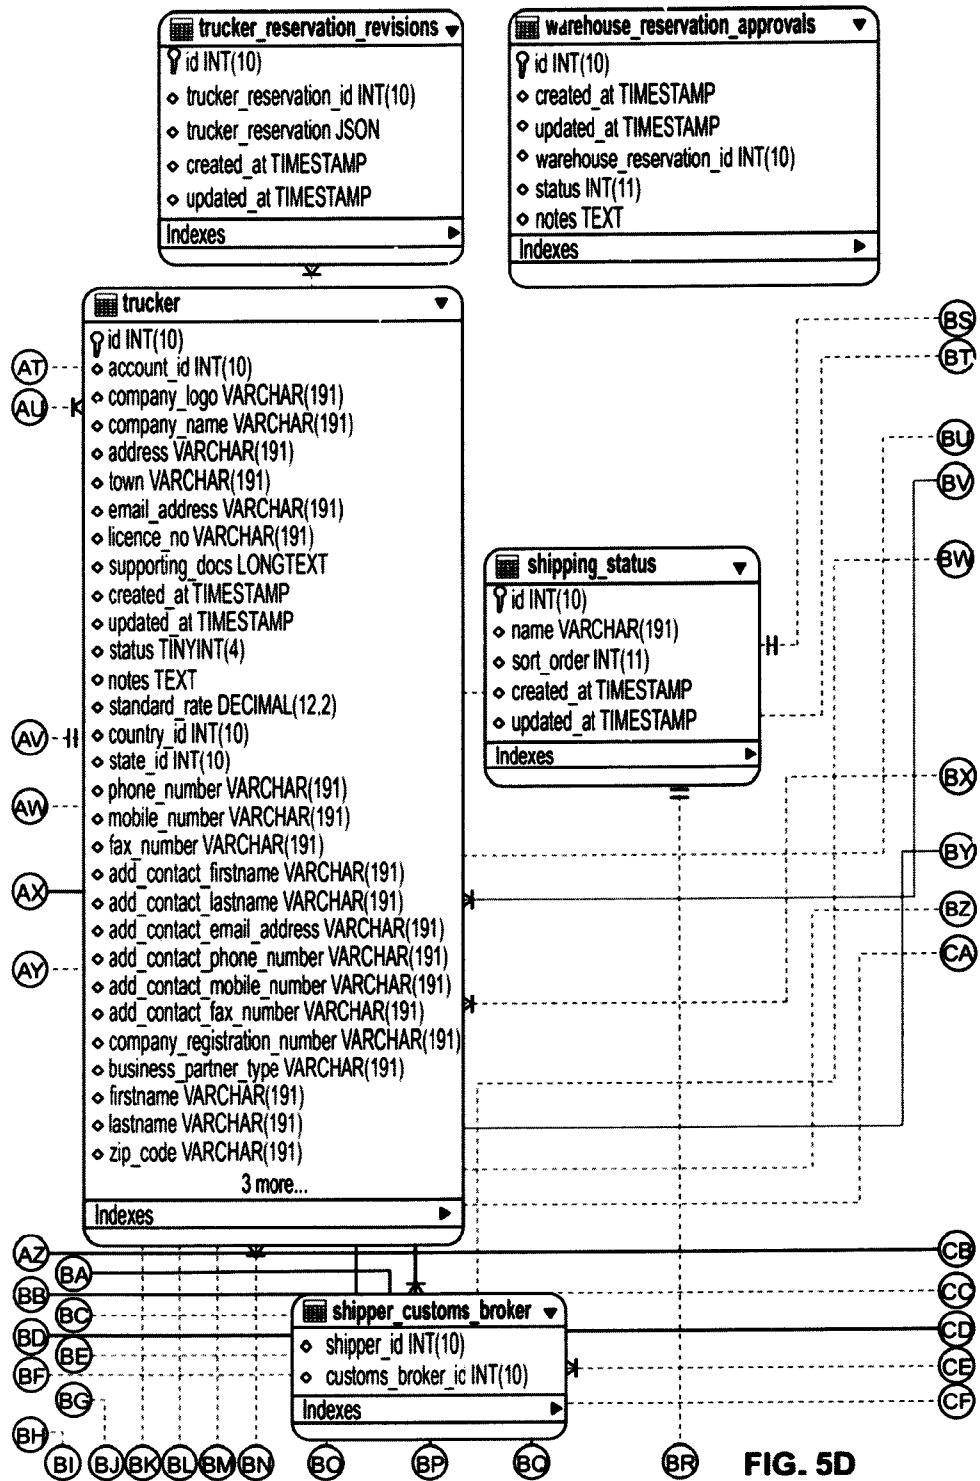 trucker_reservation_revisions
id INT(10)
trucker_reservation_id INT(10)
trucker_reservation JSON
created_at TIMESTAMP
updated_at TIMESTAMP
Indexes
warehouse_reservation_approvals
id INT(10)
created_at TIMESTAMP
updated_at TIMESTAMP
warehouse_reservation_id INT(10)
status INT(11)
notes TEXT
Indexes
trucker
id INT(10)
account_id INT(10)
company_logo VARCHAR(191)
company_name VARCHAR(191)
address VARCHAR(191)
town VARCHAR(191)
email_address VARCHAR(191)
licence_no VARCHAR(191)
supporting_docs LONGTEXT
created_at TIMESTAMP
updated_at TIMESTAMP
status TINYINT(4)
notes TEXT
standard_rate DECIMAL(12,2)
country_id INT(10)
state_id INT(10)
phone_number VARCHAR(191)
mobile_number VARCHAR(191)
fax_number VARCHAR(191)
add_contact_firstname VARCHAR(191)
add_contact_lastname VARCHAR(191)
add_contact_email_address VARCHAR(191)
add_contact_phone_number VARCHAR(191)
add_contact_mobile_number VARCHAR(191)
add_contact_fax_number VARCHAR(191)
company_registration_number VARCHAR(191)
business_partner_type VARCHAR(191)
firstname VARCHAR(191)
lastname VARCHAR(191)
zip_code VARCHAR(191)
3 more...
Indexes
shipping_status
id INT(10)
name VARCHAR(191)
sort_order INT(11)
created_at TIMESTAMP
updated_at TIMESTAMP
Indexes
shipper_customs_broker
shipper_id INT(10)
customs_broker_id INT(10)
Indexes
AT
AU
AV
AW
AX
AY
AZ
BA
BB
BC
BD
BE
BF
BG
BH
BI
BJ
BK
BL
BM
BN
BO
BP
BQ
BR
BS
BT
BU
BV
BW
BX
BY
BZ
CA
CB
CC
CD
CE
CF
FIG. 5D